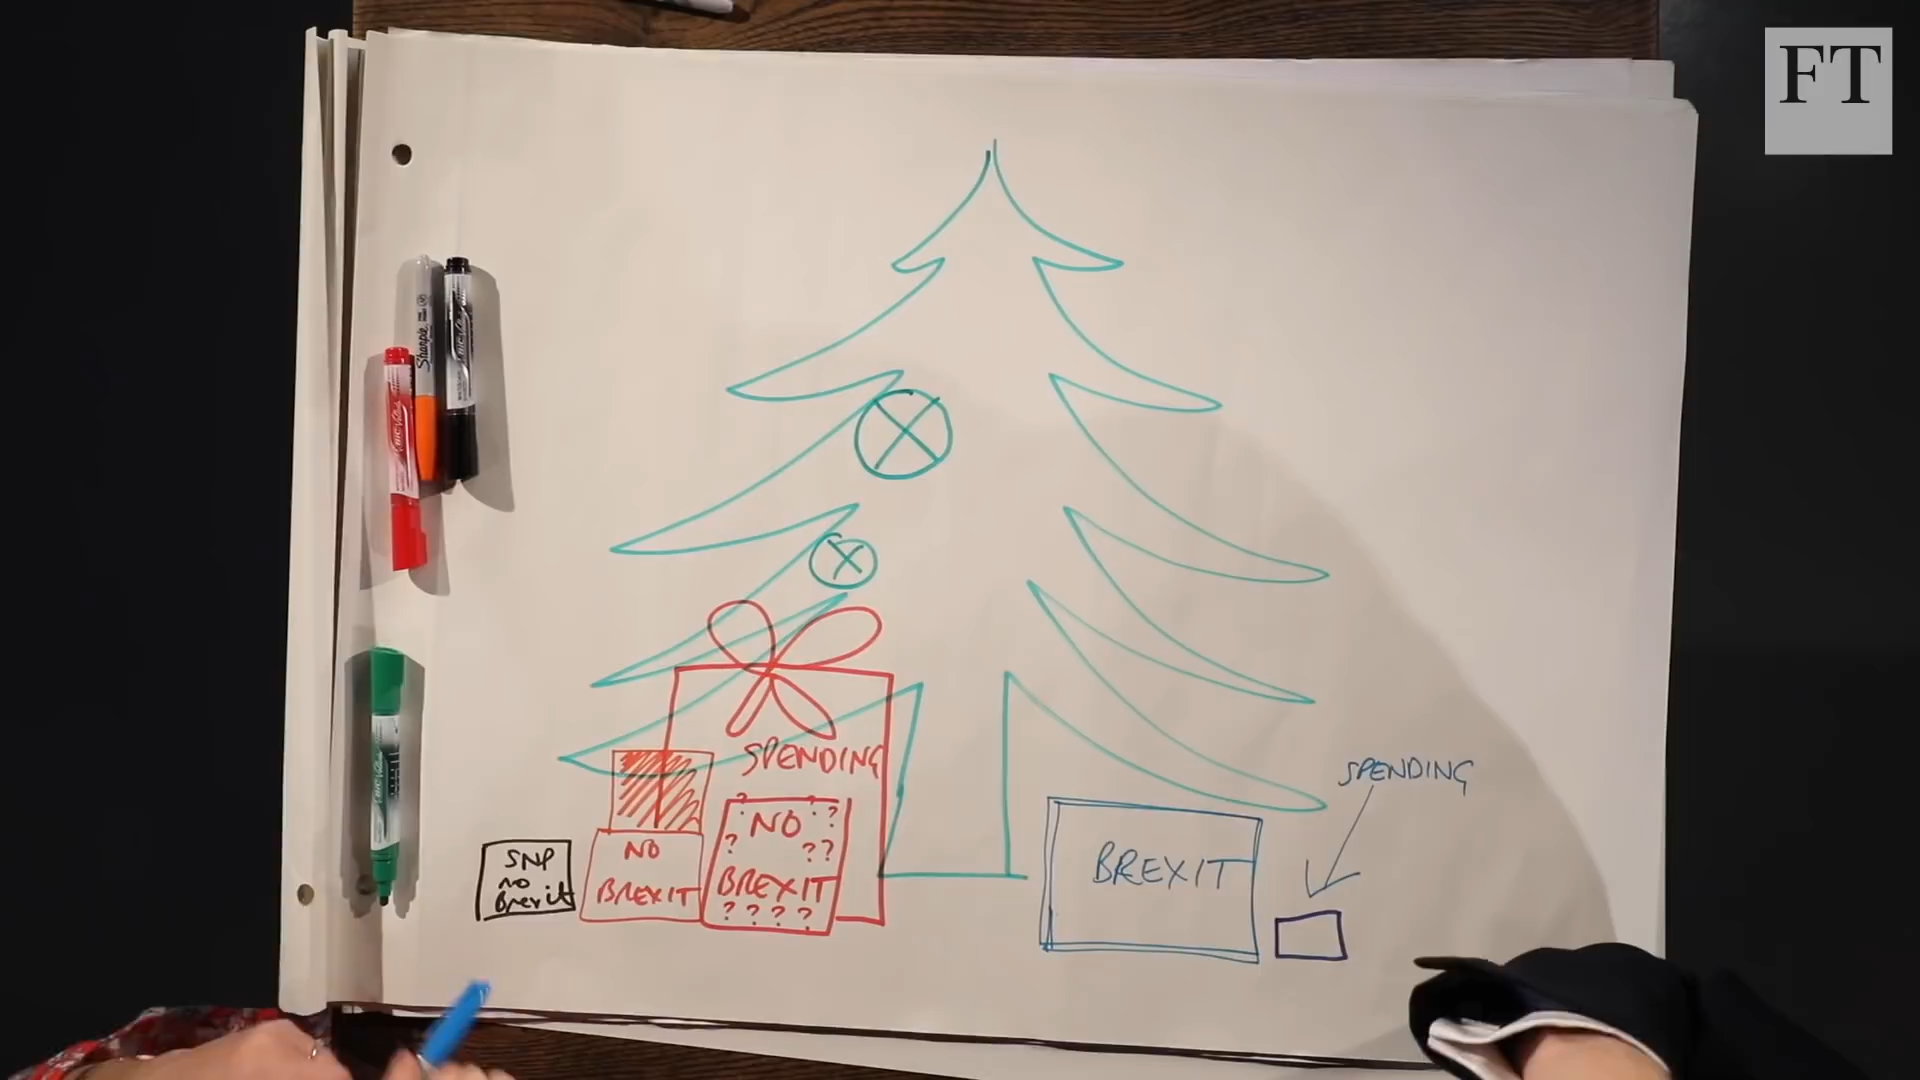 FT
Sharpie
SPENDING
SPENDING
NO
? ? ?
? ? ?
BREXIT
? ? ? ?
NO
BREXIT
SNP
no
Brexit
BREXIT